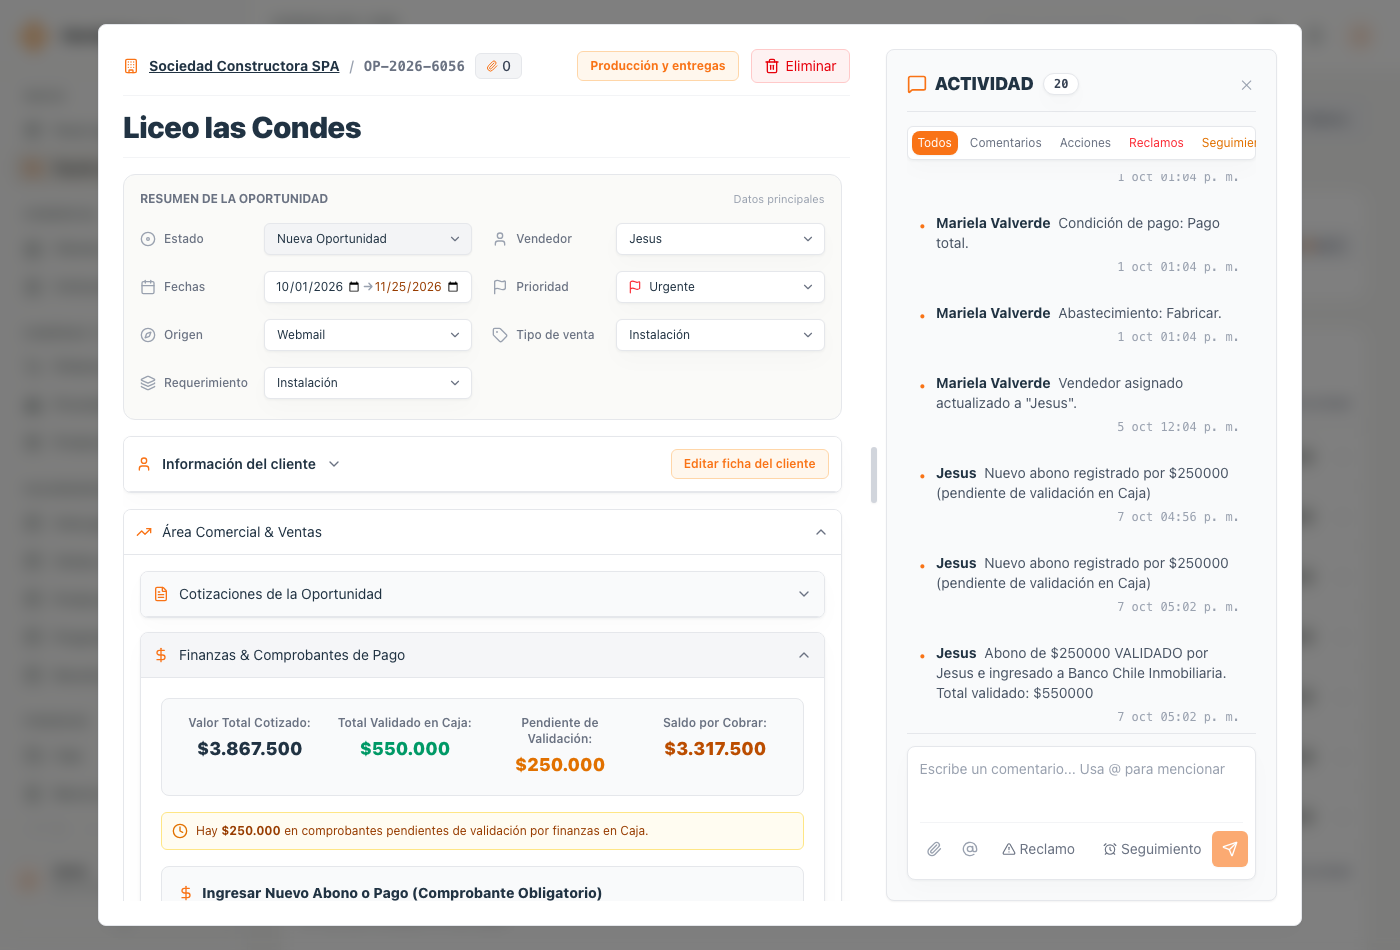 Sociedad Constructora SPA / OP-2026-6056 0 Producción y entregas Eliminar
Liceo las Condes
RESUMEN DE LA OPORTUNIDAD Datos principales
Estado Nueva Oportunidad Vendedor Jesus
Fechas 10/01/2026 → 11/25/2026 Prioridad Urgente
Origen Webmail Tipo de venta Instalación
Requerimiento Instalación
Información del cliente Editar ficha del cliente
Área Comercial & Ventas
Cotizaciones de la Oportunidad
Finanzas & Comprobantes de Pago
Valor Total Cotizado: Total Validado en Caja: Pendiente de Validación: Saldo por Cobrar:
$3.867.500 $550.000 $250.000 $3.317.500
Hay $250.000 en comprobantes pendientes de validación por finanzas en Caja.
Ingresar Nuevo Abono o Pago (Comprobante Obligatorio)
ACTIVIDAD 20
Todos Comentarios Acciones Reclamos Seguimien
1 oct 01:04 p. m.
Mariela Valverde Condición de pago: Pago
total.
1 oct 01:04 p. m.
Mariela Valverde Abastecimiento: Fabricar.
1 oct 01:04 p. m.
Mariela Valverde Vendedor asignado
actualizado a "Jesus".
5 oct 12:04 p. m.
Jesus Nuevo abono registrado por $250000
(pendiente de validación en Caja)
7 oct 04:56 p. m.
Jesus Nuevo abono registrado por $250000
(pendiente de validación en Caja)
7 oct 05:02 p. m.
Jesus Abono de $250000 VALIDADO por
Jesus e ingresado a Banco Chile Inmobiliaria.
Total validado: $550000
7 oct 05:02 p. m.
Escribe un comentario... Usa @ para mencionar
@ Reclamo Seguimiento